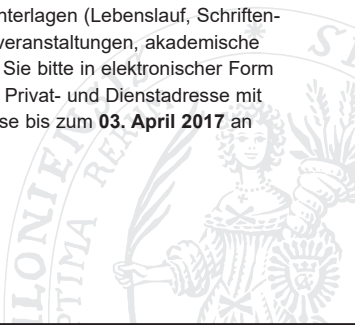 nterlagen (Lebenslauf, Schriften-
veranstaltungen, akademische
Sie bitte in elektronischer Form
Privat- und Dienstadresse mit
se bis zum 03. April 2017 an